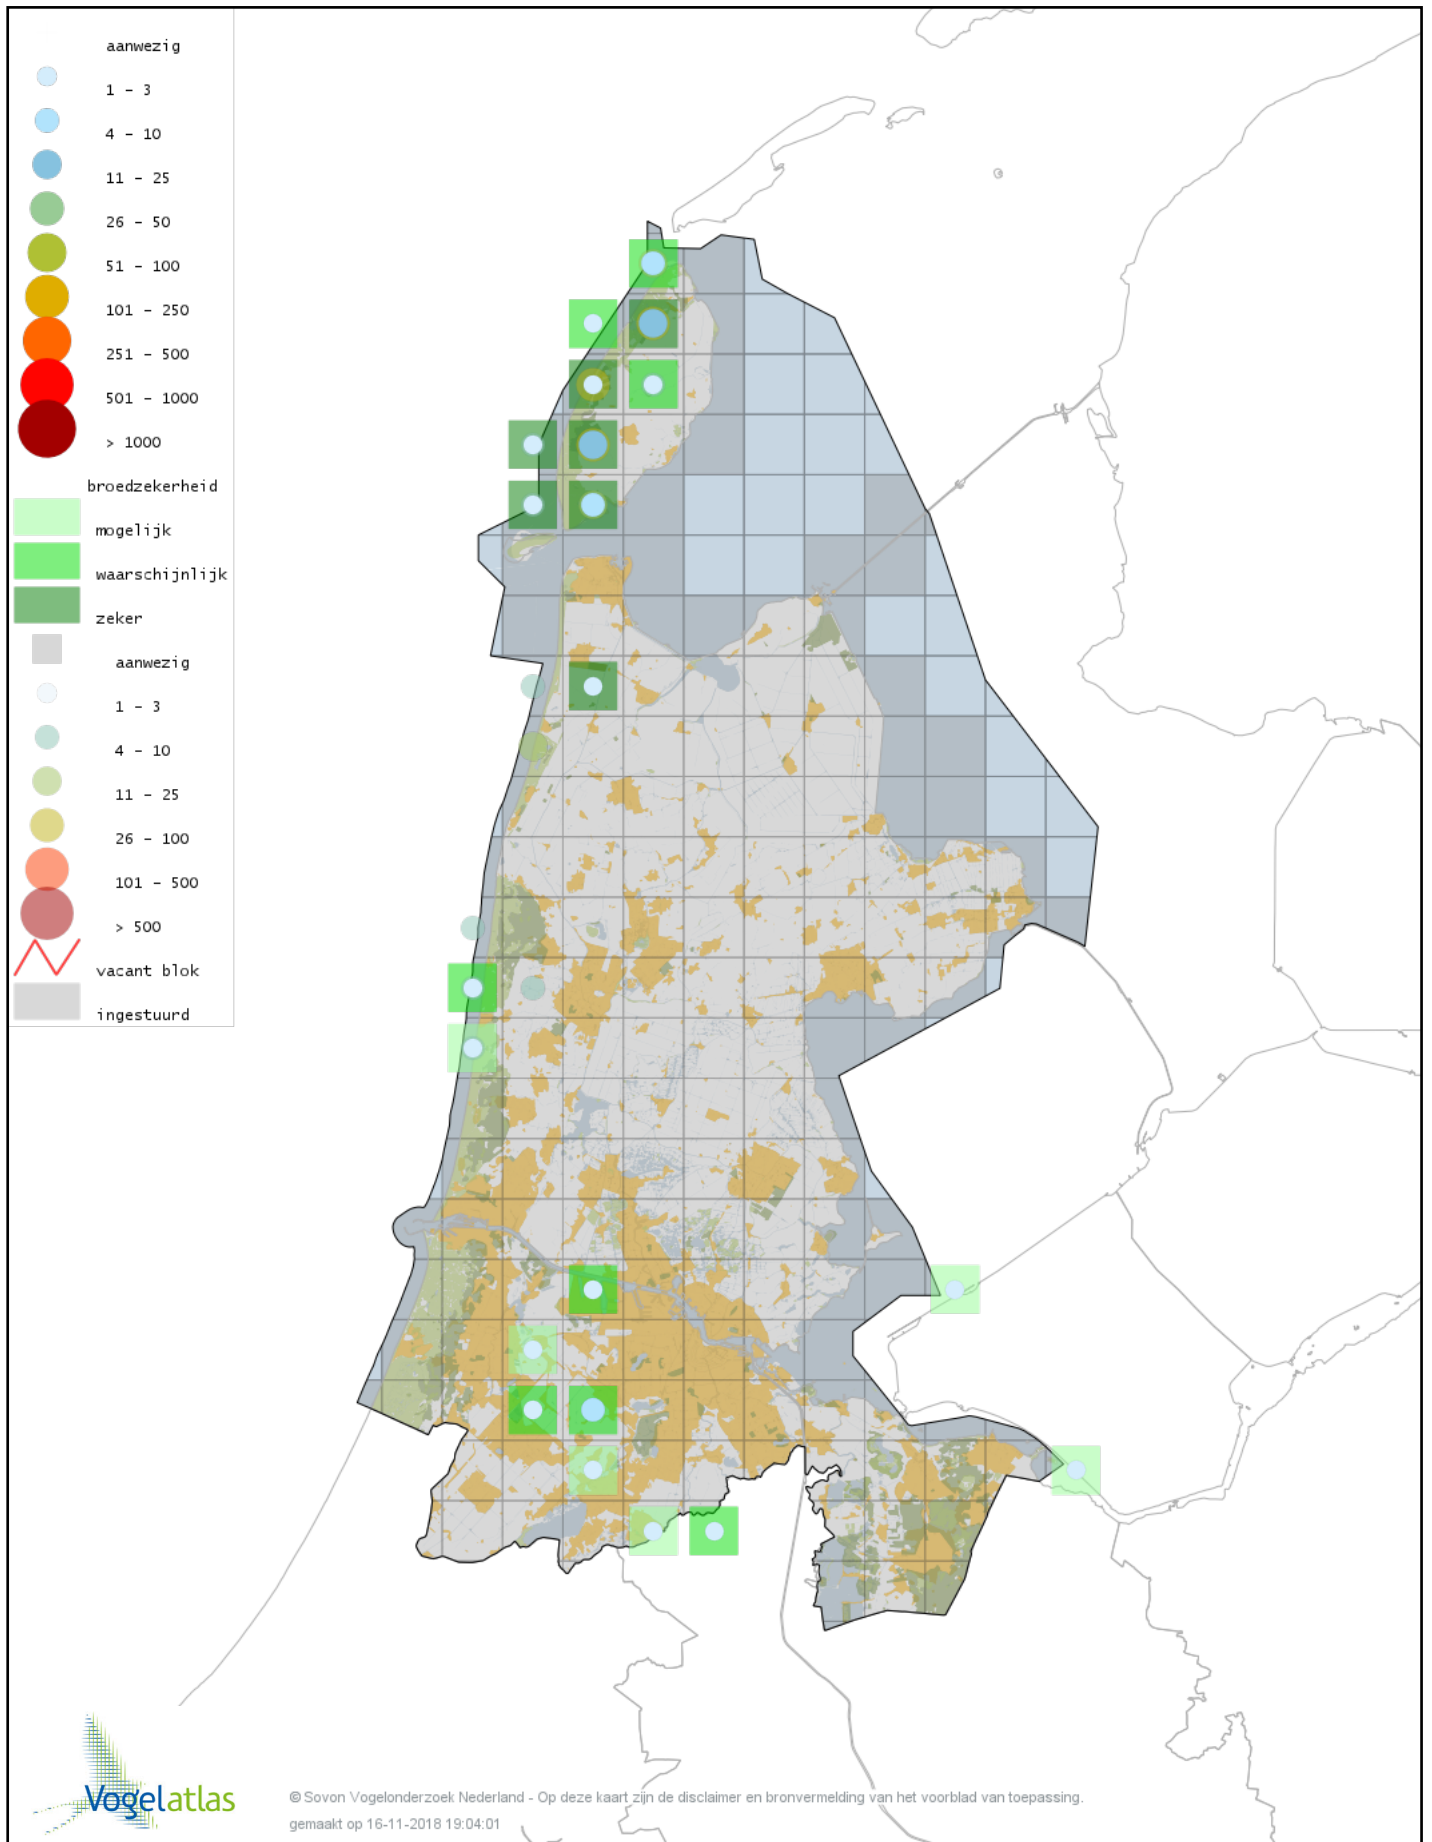 aanwezig
1 - 3
4 - 10
11 - 25
26 - 50
51 - 100
101 - 250
251 - 500
501 - 1000
> 1000
broedzekerheid
mogelijk
waarschijnlijk
zeker
aanwezig
1 - 3
4 - 10
11 - 25
26 - 100
101 - 500
> 500
vacant blok
ingestuurd
Vogelatlas
© Sovon Vogelonderzoek Nederland - Op deze kaart zijn de disclaimer en bronvermelding van het voorblad van toepassing.
gemaakt op 16-11-2018 19:04:01